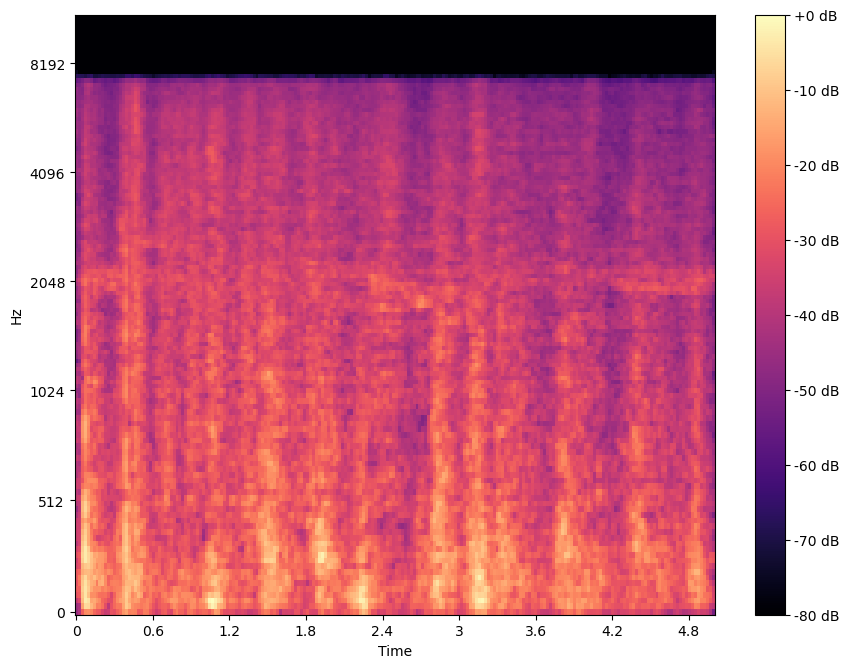 +0 dB
8192
-10 dB
4096
-20 dB
-30 dB
2048
Hz
-40 dB
1024
-50 dB
-60 dB
512
-70 dB
0
-80 dB
0 0.6 1.2 1.8 2.4 3 3.6 4.2 4.8
Time